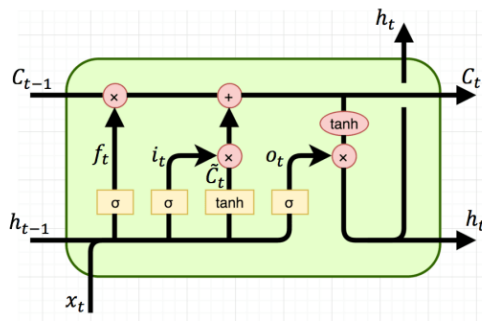 h_t
C_{t-1}
×
+
C_t
tanh
f_t
i_t
×
o_t
×
C̃_t
σ
σ
tanh
σ
h_{t-1}
h_t
x_t